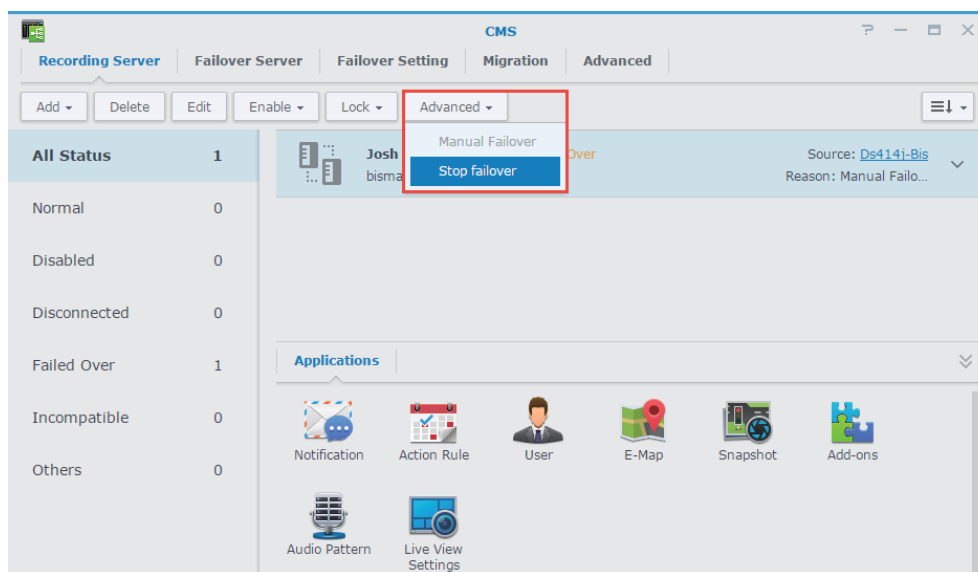 CMS
Recording Server Failover Server Failover Setting Migration Advanced
Add Delete Edit Enable Lock Advanced
Manual Failover
Stop failover
All Status 1
Josh Over Source: Ds414j-Bis
bisma Reason: Manual Failo...
Normal 0
Disabled 0
Disconnected 0
Failed Over 1
Incompatible 0
Others 0
Applications
Notification Action Rule User E-Map Snapshot Add-ons
Audio Pattern Live View
Settings